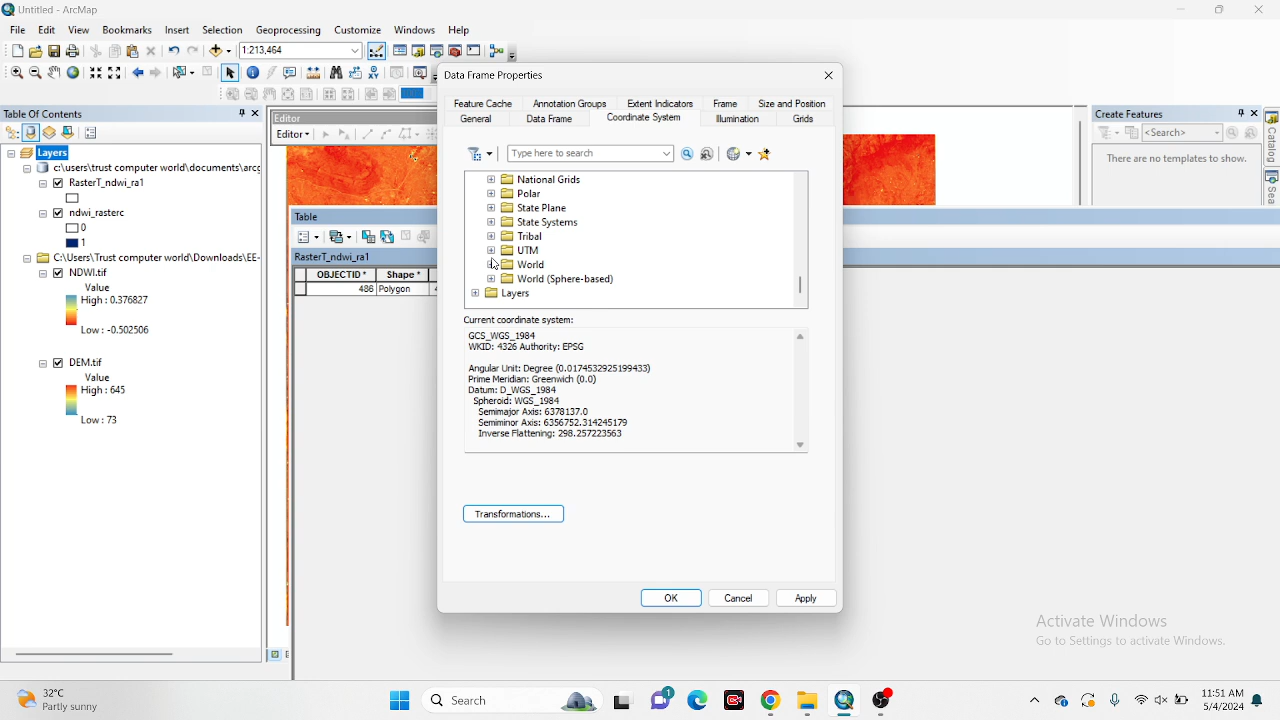 Untitled - ArcMap
File Edit View Bookmarks Insert Selection Geoprocessing Customize Windows Help
1:213,464
Table Of Contents
Layers
c:\users\trust computer world\documents\arcg
RasterT_ndwi_ra1
ndwi_rasterc
0
1
C:\Users\Trust computer world\Downloads\EE-
NDWI.tif
Value
High : 0.376827
Low : -0.502506
DEM.tif
Value
High : 645
Low : 73
Editor
Editor
Table
RasterT_ndwi_ra1
OBJECTID * Shape *
486 Polygon
Data Frame Properties
Feature Cache Annotation Groups Extent Indicators Frame Size and Position
General Data Frame Coordinate System Illumination Grids
Type here to search
National Grids
Polar
State Plane
State Systems
Tribal
UTM
World
World (Sphere-based)
Layers
Current coordinate system:
GCS_WGS_1984
WKID: 4326 Authority: EPSG
Angular Unit: Degree (0.0174532925199433)
Prime Meridian: Greenwich (0.0)
Datum: D_WGS_1984
Spheroid: WGS_1984
Semimajor Axis: 6378137.0
Semiminor Axis: 6356752.314245179
Inverse Flattening: 298.257223563
Transformations...
OK Cancel Apply
Create Features
<Search>
There are no templates to show.
Catalog
Sea
Activate Windows
Go to Settings to activate Windows.
32°C
Partly sunny
Search
1
11:51 AM
5/4/2024